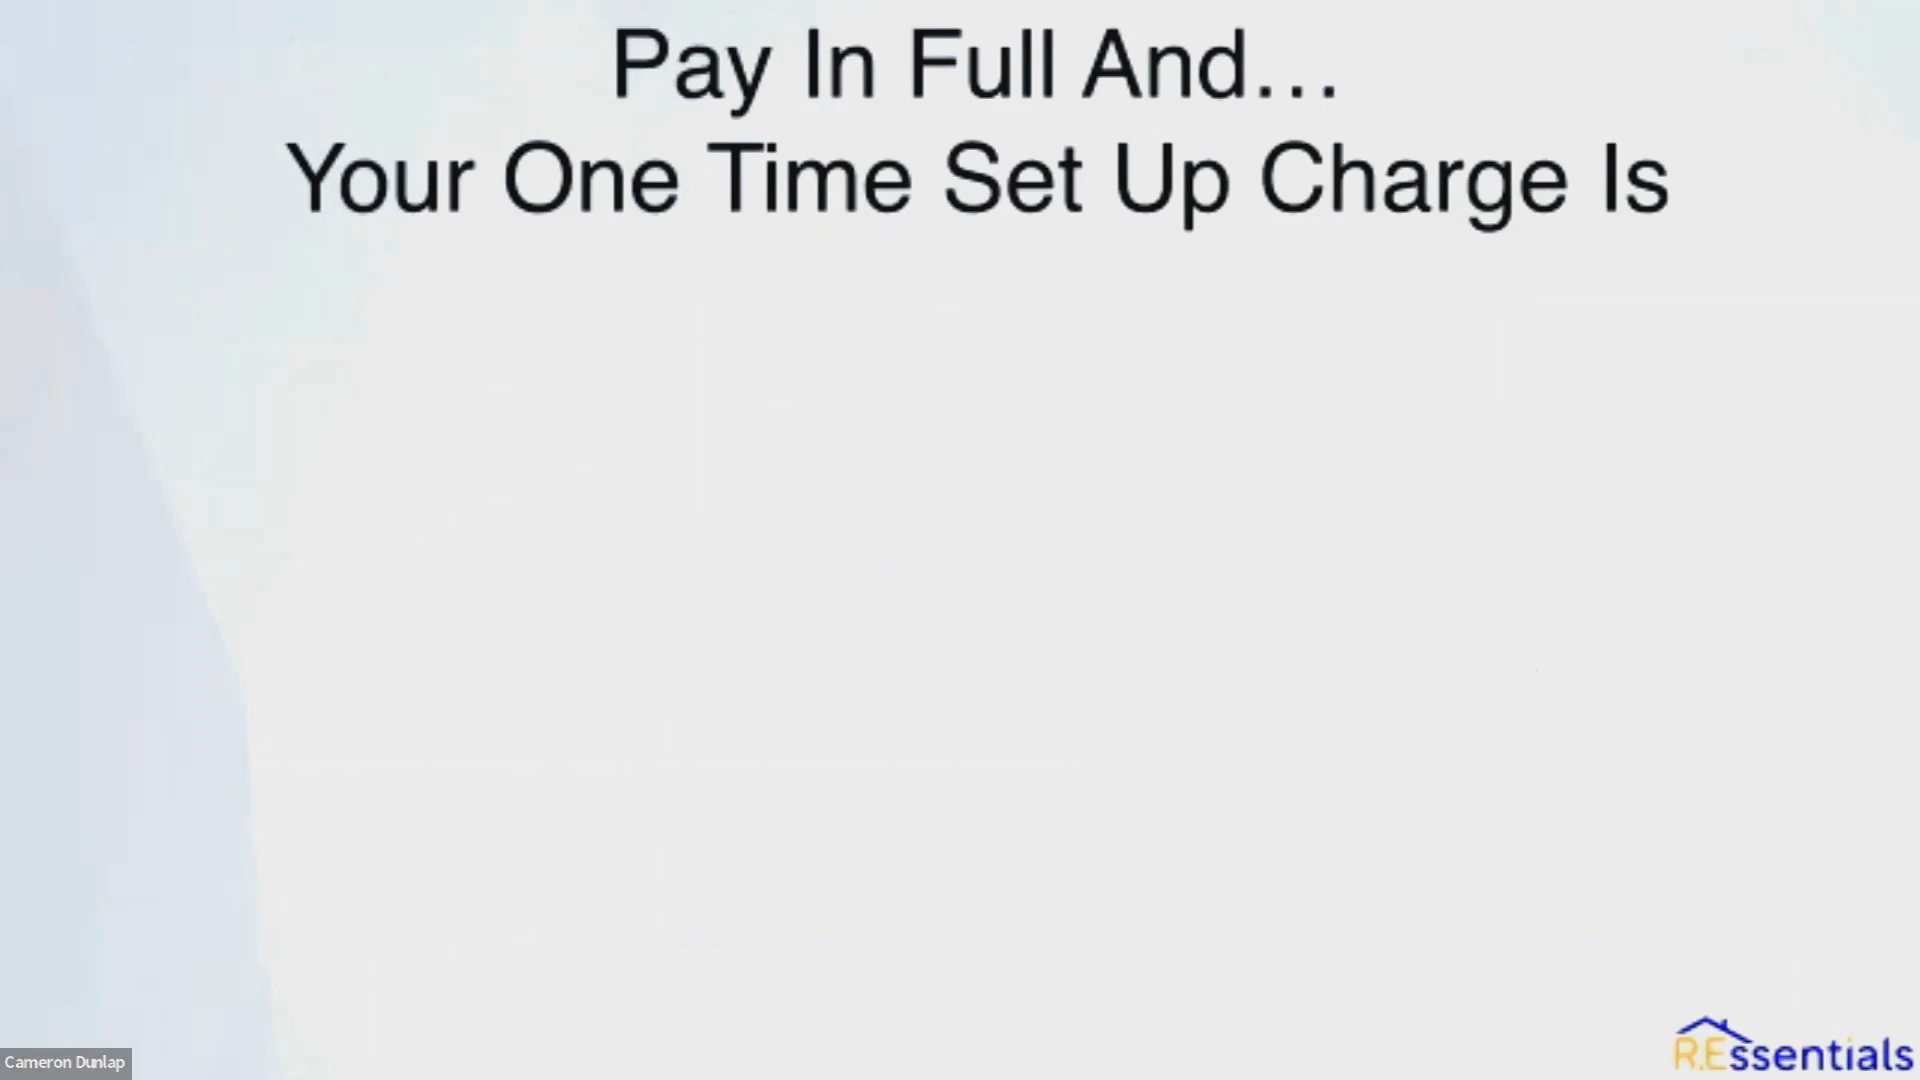 Pay In Full And...
Your One Time Set Up Charge Is
Cameron Dunlap
R.Essentials